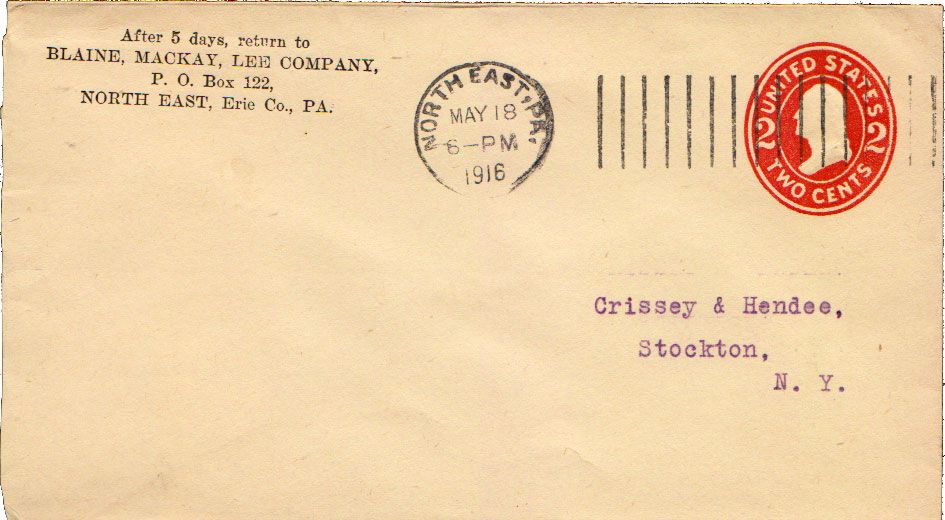 After 5 days, return to
BLAINE, MACKAY, LEE COMPANY,
P. O. Box 122,
NORTH EAST, Erie Co., PA.
NORTH EAST, PA.
MAY 18
6-PM
1916
UNITED STATES
2 2
TWO CENTS
Crissey & Hendee,
Stockton,
N. Y.